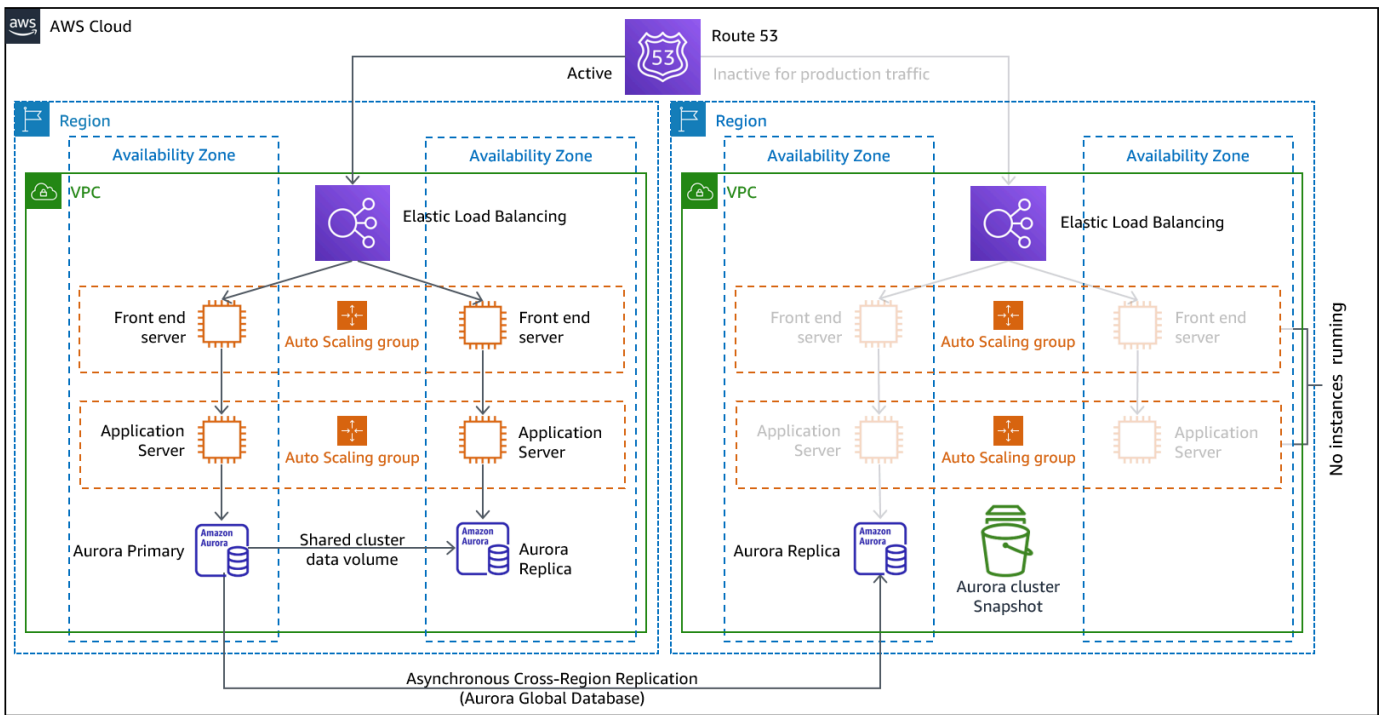 aws
AWS Cloud
Route 53
53
Active
Inactive for production traffic
Region
Availability Zone
Availability Zone
VPC
Elastic Load Balancing
Front end
server
Auto Scaling group
Front end
server
Application
Server
Auto Scaling group
Application
Server
Aurora Primary
Amazon
Aurora
Shared cluster
data volume
Amazon
Aurora
Aurora
Replica
Region
Availability Zone
Availability Zone
VPC
Elastic Load Balancing
Front end
server
Auto Scaling group
Front end
server
Application
Server
Auto Scaling group
Application
Server
No instances running
Aurora Replica
Amazon
Aurora
Aurora cluster
Snapshot
Asynchronous Cross-Region Replication
(Aurora Global Database)